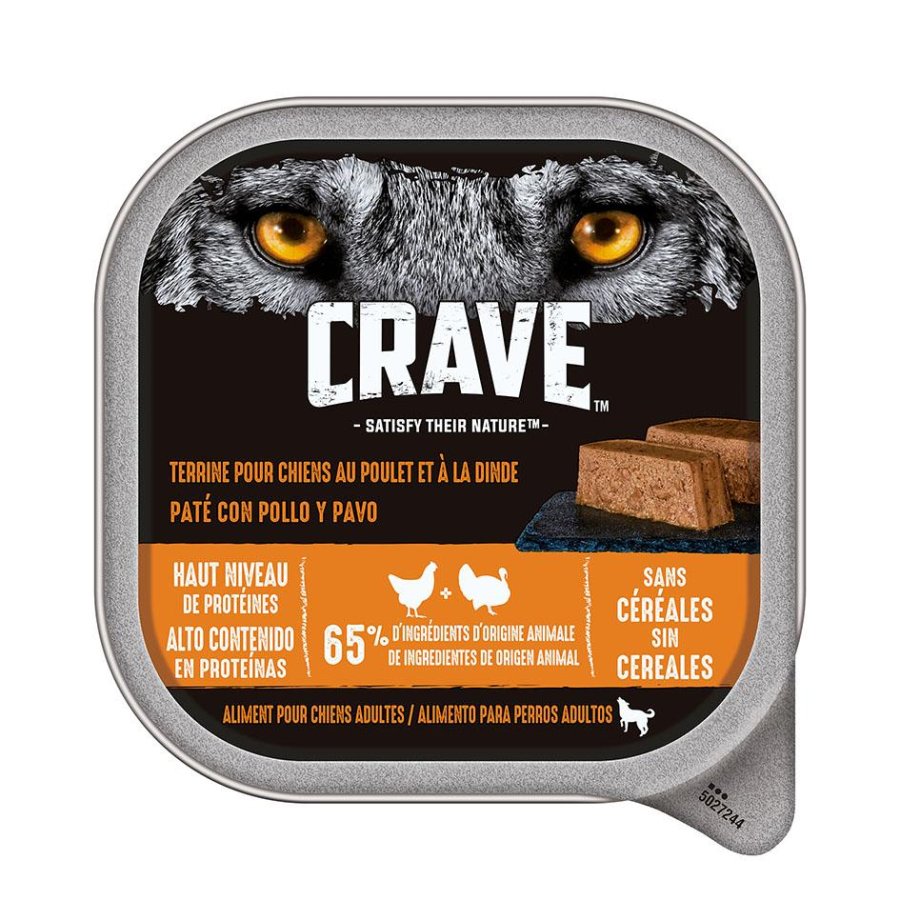 CRAVE™
- SATISFY THEIR NATURE™ -
TERRINE POUR CHIENS AU POULET ET À LA DINDE
PATÉ CON POLLO Y PAVO
HAUT NIVEAU
DE PROTÉINES
ALTO CONTENIDO
EN PROTEÍNAS
+
65% D'INGRÉDIENTS D'ORIGINE ANIMALE
DE INGREDIENTES DE ORIGEN ANIMAL
SANS
CÉRÉALES
SIN
CEREALES
ALIMENT POUR CHIENS ADULTES / ALIMENTO PARA PERROS ADULTOS
5027244